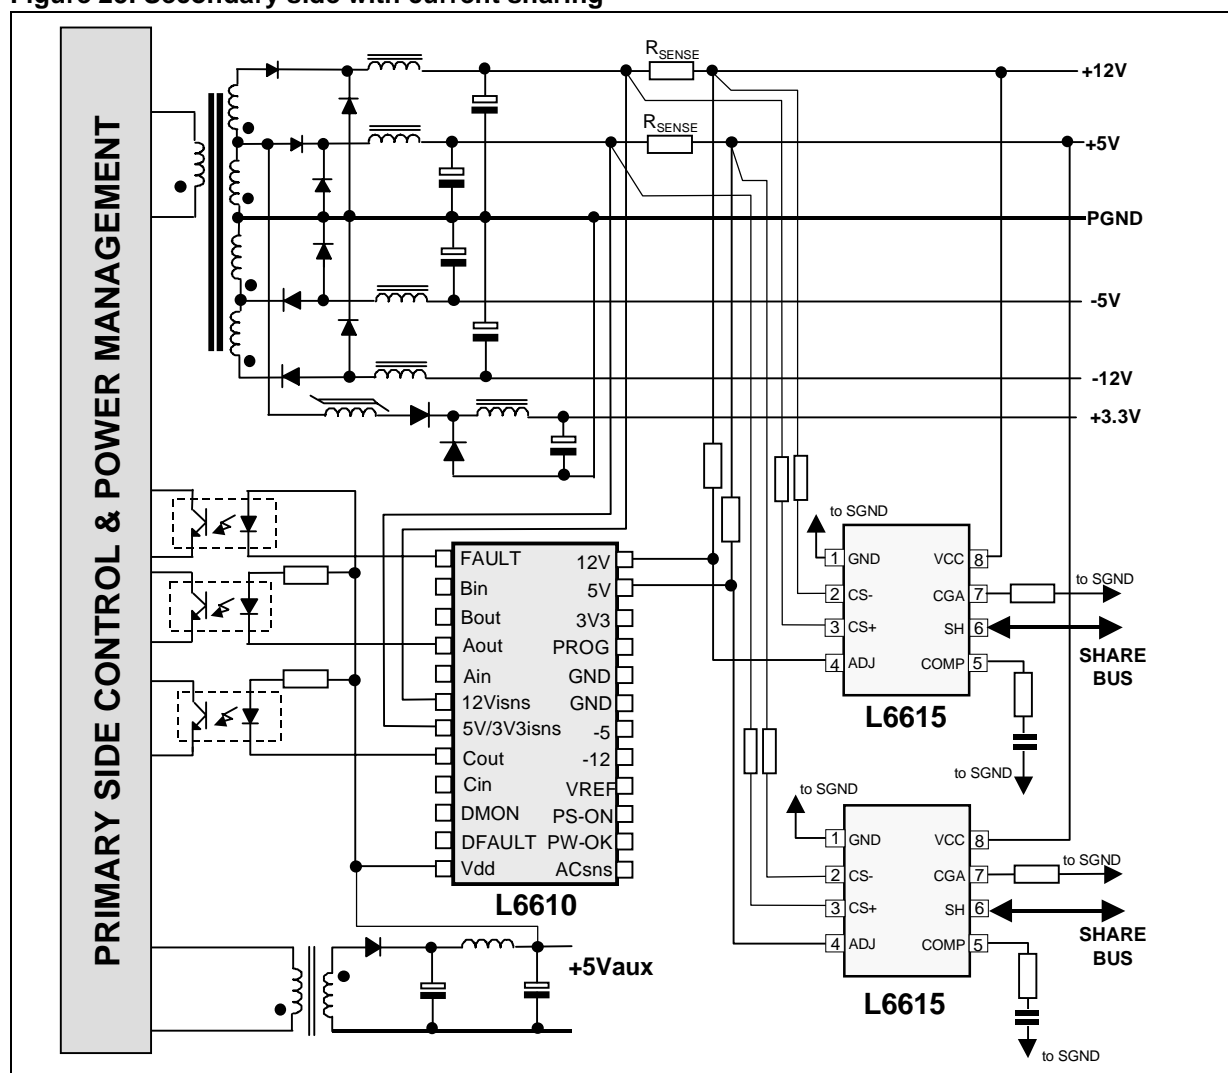 Figure 23. Secondary side with current sharing
PRIMARY SIDE CONTROL & POWER MANAGEMENT
RSENSE
+12V
RSENSE
+5V
PGND
-5V
-12V
+3.3V
FAULT
Bin
Bout
Aout
Ain
12Visns
5V/3V3isns
Cout
Cin
DMON
DFAULT
Vdd
12V
5V
3V3
PROG
GND
GND
-5
-12
VREF
PS-ON
PW-OK
ACsns
L6610
+5Vaux
to SGND
1 GND
2 CS-
3 CS+
4 ADJ
VCC 8
CGA 7
SH 6
COMP 5
to SGND
SHARE
BUS
L6615
to SGND
to SGND
1 GND
2 CS-
3 CS+
4 ADJ
VCC 8
CGA 7
SH 6
COMP 5
to SGND
SHARE
BUS
L6615
to SGND